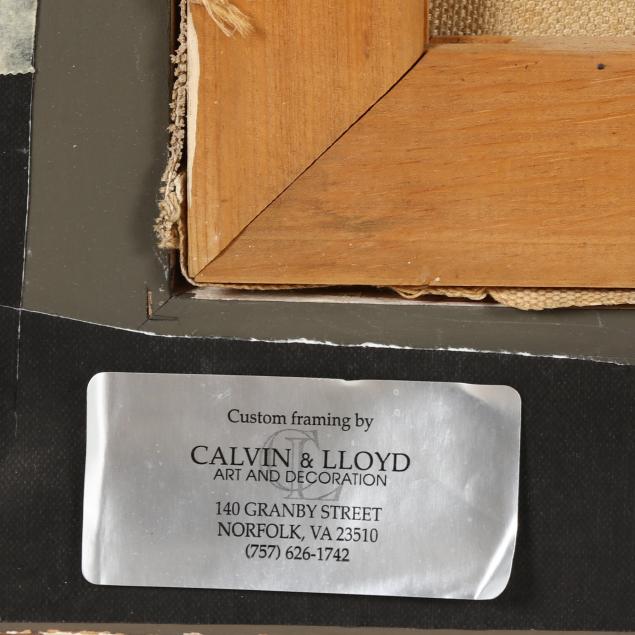 Custom framing by
CALVIN & LLOYD
ART AND DECORATION
140 GRANBY STREET
NORFOLK, VA 23510
(757) 626-1742